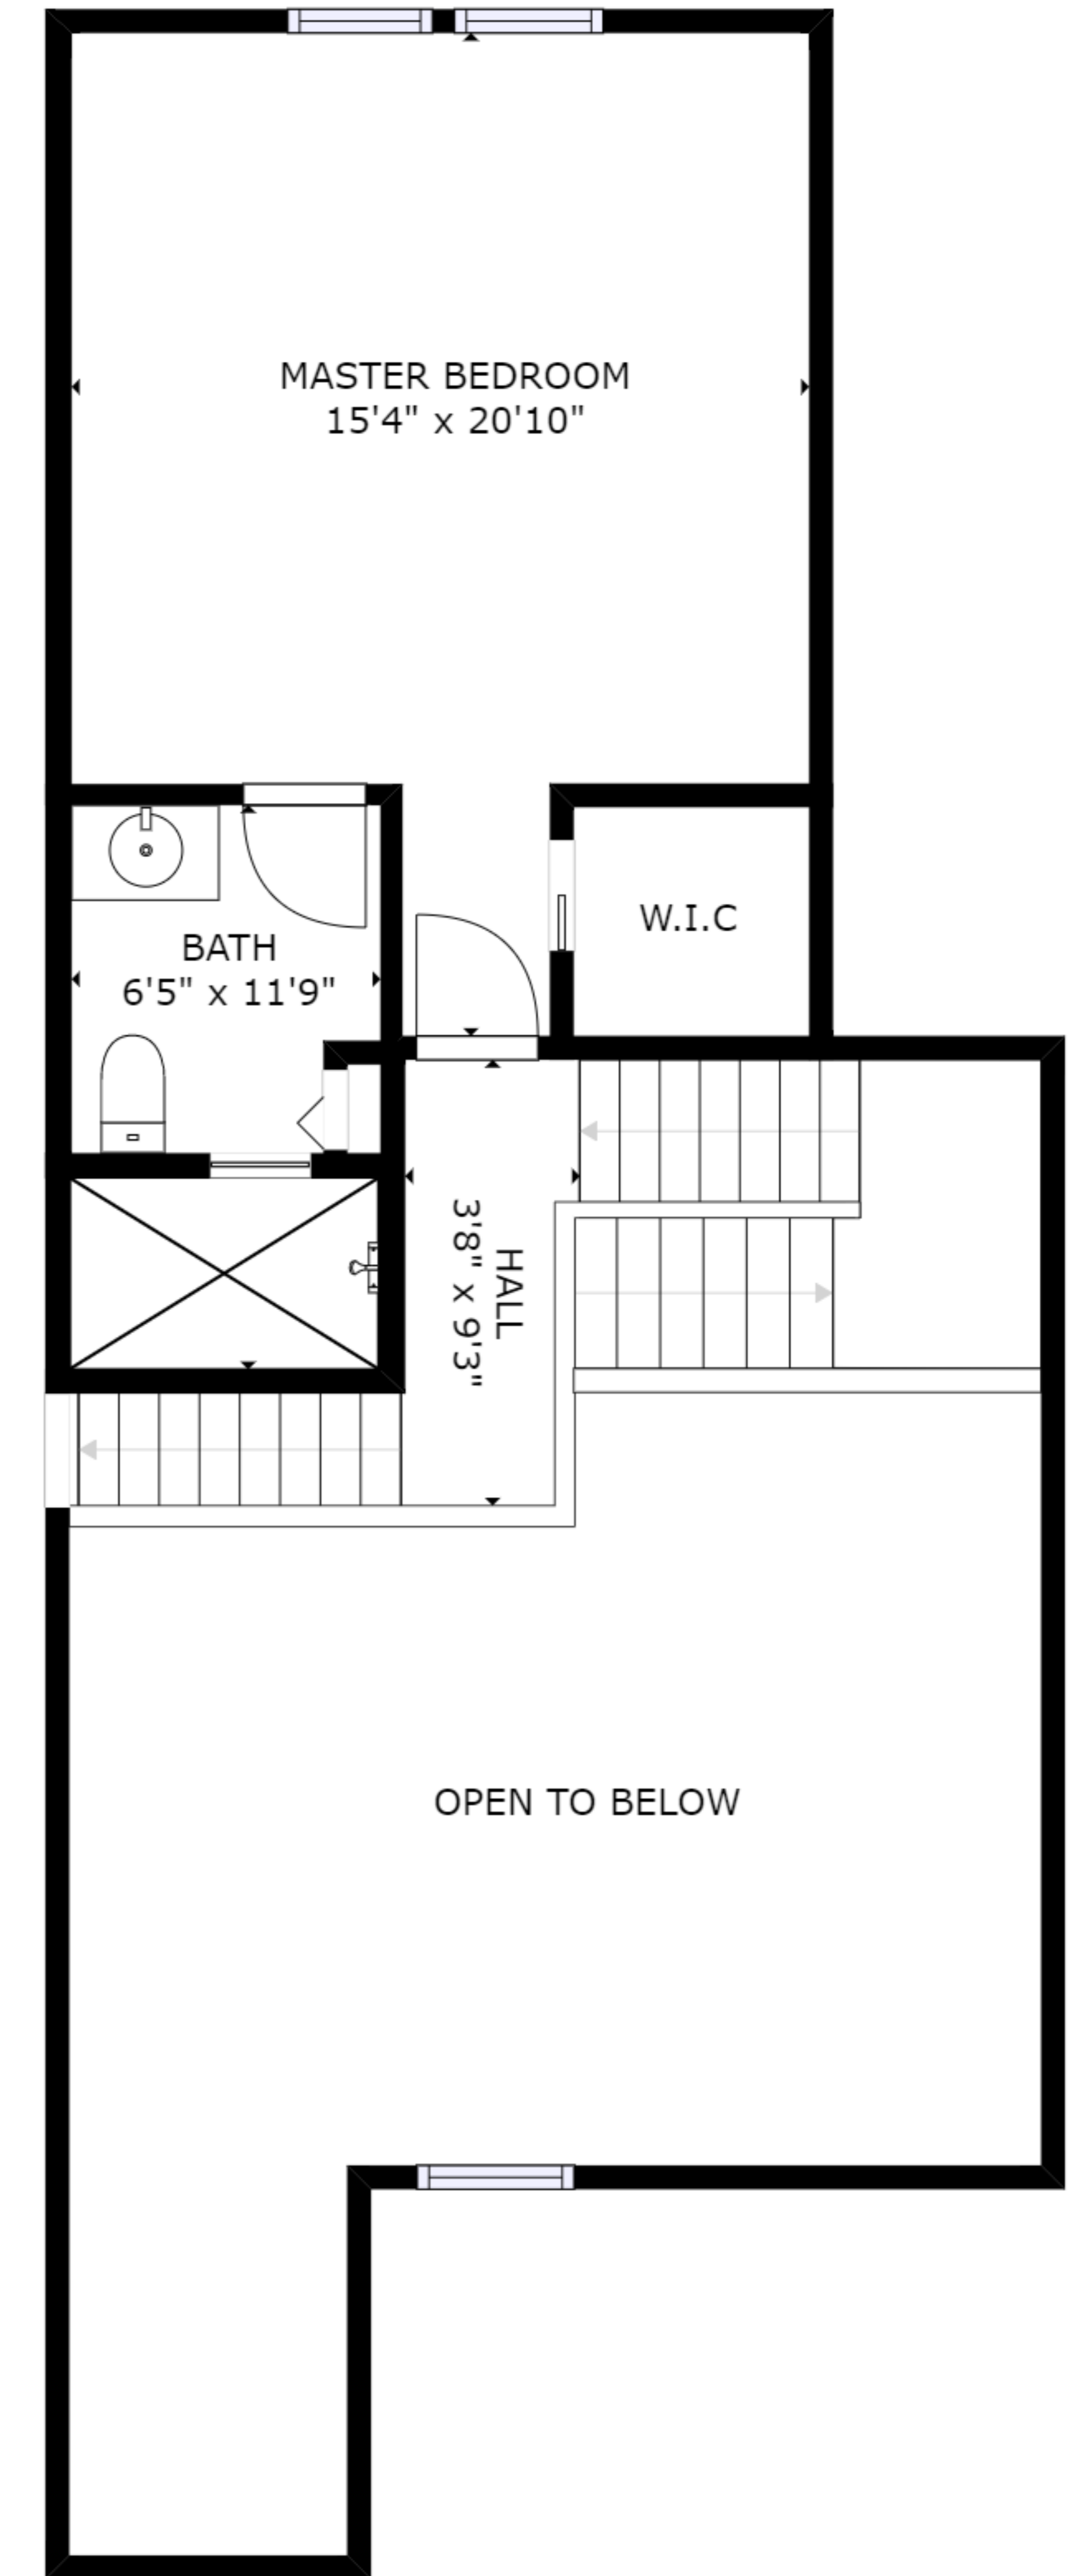 MASTER BEDROOM
15'4" x 20'10"
W.I.C
BATH
6'5" x 11'9"
HALL
3'8" x 9'3"
OPEN TO BELOW